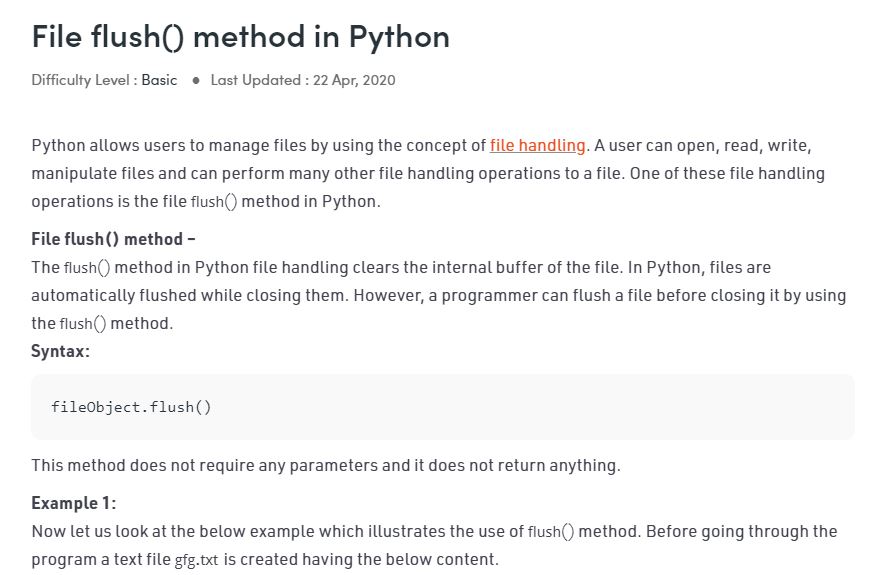 File flush() method in Python
Difficulty Level : Basic ● Last Updated : 22 Apr, 2020
Python allows users to manage files by using the concept of file handling. A user can open, read, write,
manipulate files and can perform many other file handling operations to a file. One of these file handling
operations is the file flush() method in Python.
File flush() method –
The flush() method in Python file handling clears the internal buffer of the file. In Python, files are
automatically flushed while closing them. However, a programmer can flush a file before closing it by using
the flush() method.
Syntax:
fileObject.flush()
This method does not require any parameters and it does not return anything.
Example 1:
Now let us look at the below example which illustrates the use of flush() method. Before going through the
program a text file gfg.txt is created having the below content.